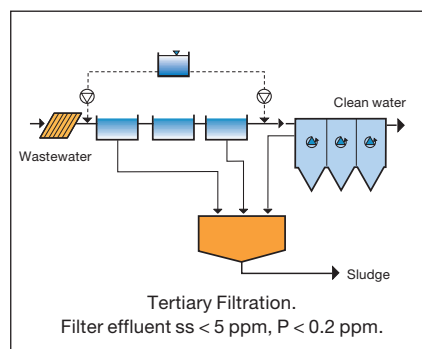 Clean water
Wastewater
Sludge
Tertiary Filtration.
Filter effluent ss < 5 ppm, P < 0.2 ppm.